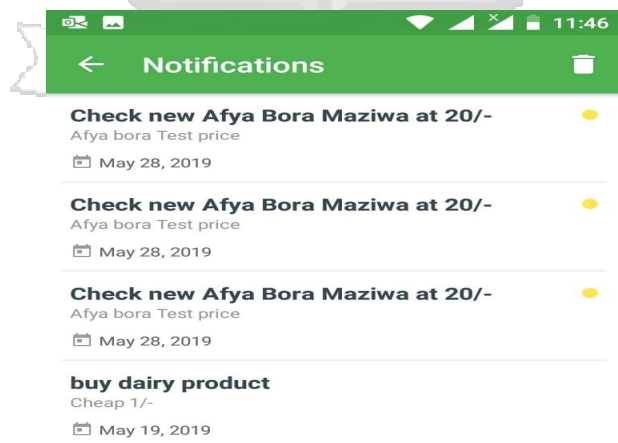 11:46
Notifications
Check new Afya Bora Maziwa at 20/-
Afya bora Test price
May 28, 2019
Check new Afya Bora Maziwa at 20/-
Afya bora Test price
May 28, 2019
Check new Afya Bora Maziwa at 20/-
Afya bora Test price
May 28, 2019
buy dairy product
Cheap 1/-
May 19, 2019